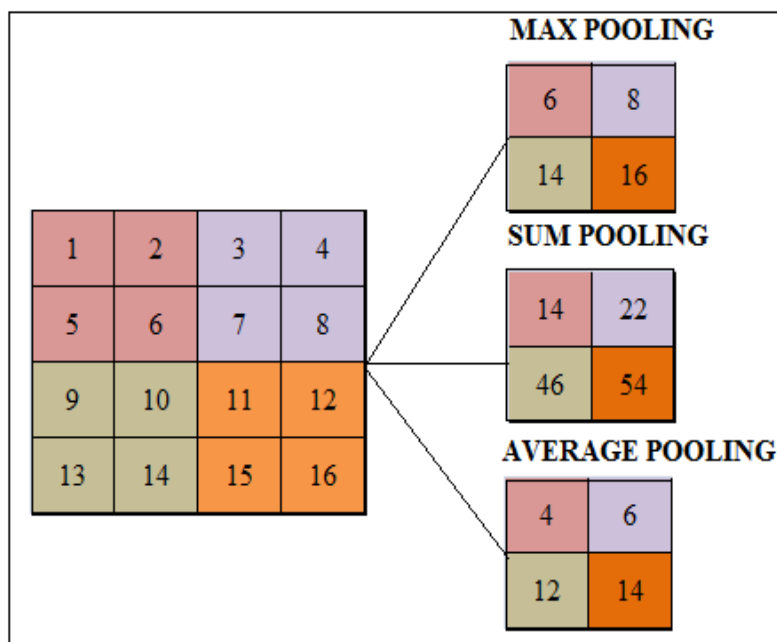 MAX POOLING
6 8
14 16
1 2 3 4
5 6 7 8
9 10 11 12
13 14 15 16
SUM POOLING
14 22
46 54
AVERAGE POOLING
4 6
12 14